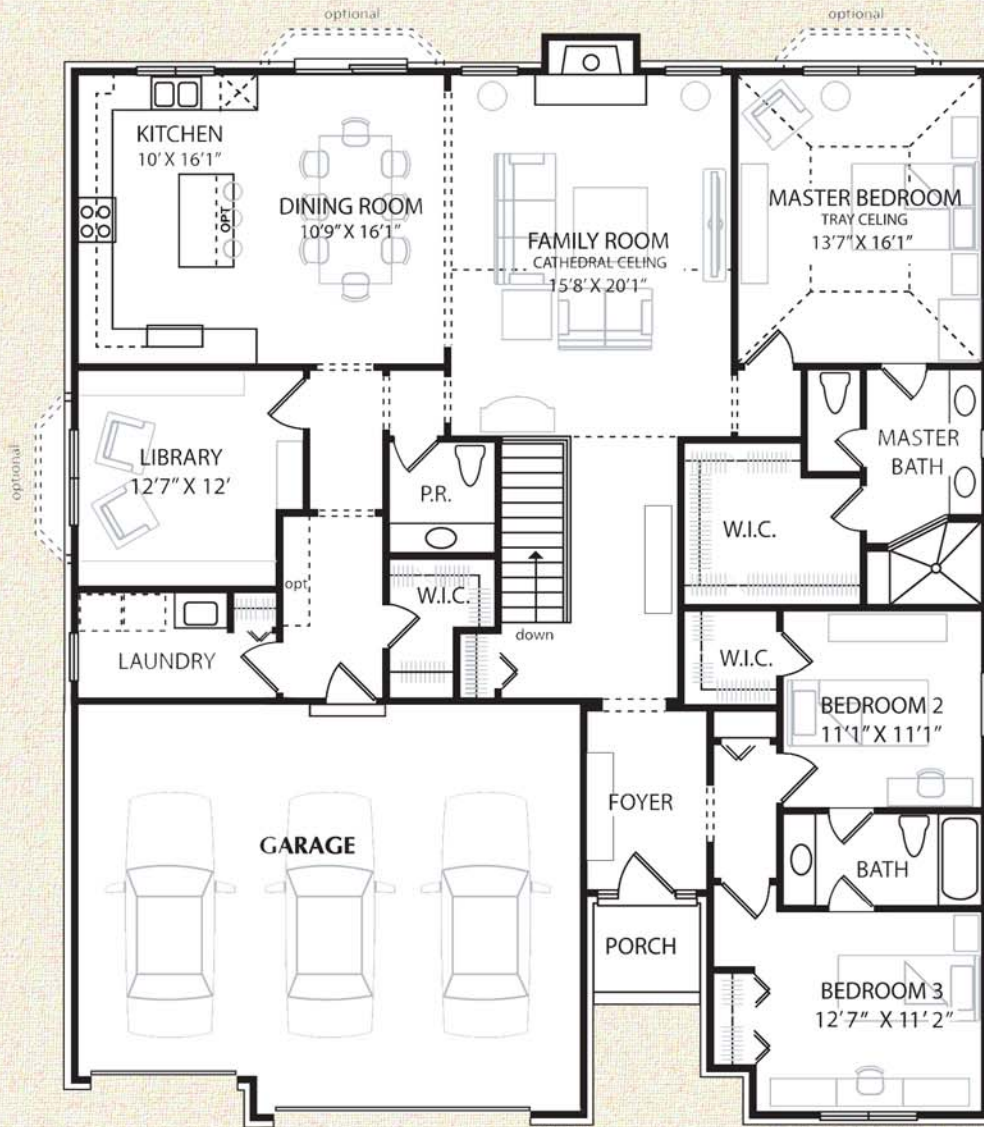 optional
optional
KITCHEN
10' X 16'1"
DINING ROOM
10'9" X 16'1"
OPT
FAMILY ROOM
CATHEDRAL CELING
15'8' X 20'1"
MASTER BEDROOM
TRAY CELING
13'7" X 16'1"
optional
LIBRARY
12'7" X 12'
P.R.
MASTER
BATH
W.I.C.
opt
W.I.C.
down
LAUNDRY
W.I.C.
BEDROOM 2
11'1" X 11'1"
FOYER
GARAGE
BATH
PORCH
BEDROOM 3
12'7" X 11' 2"